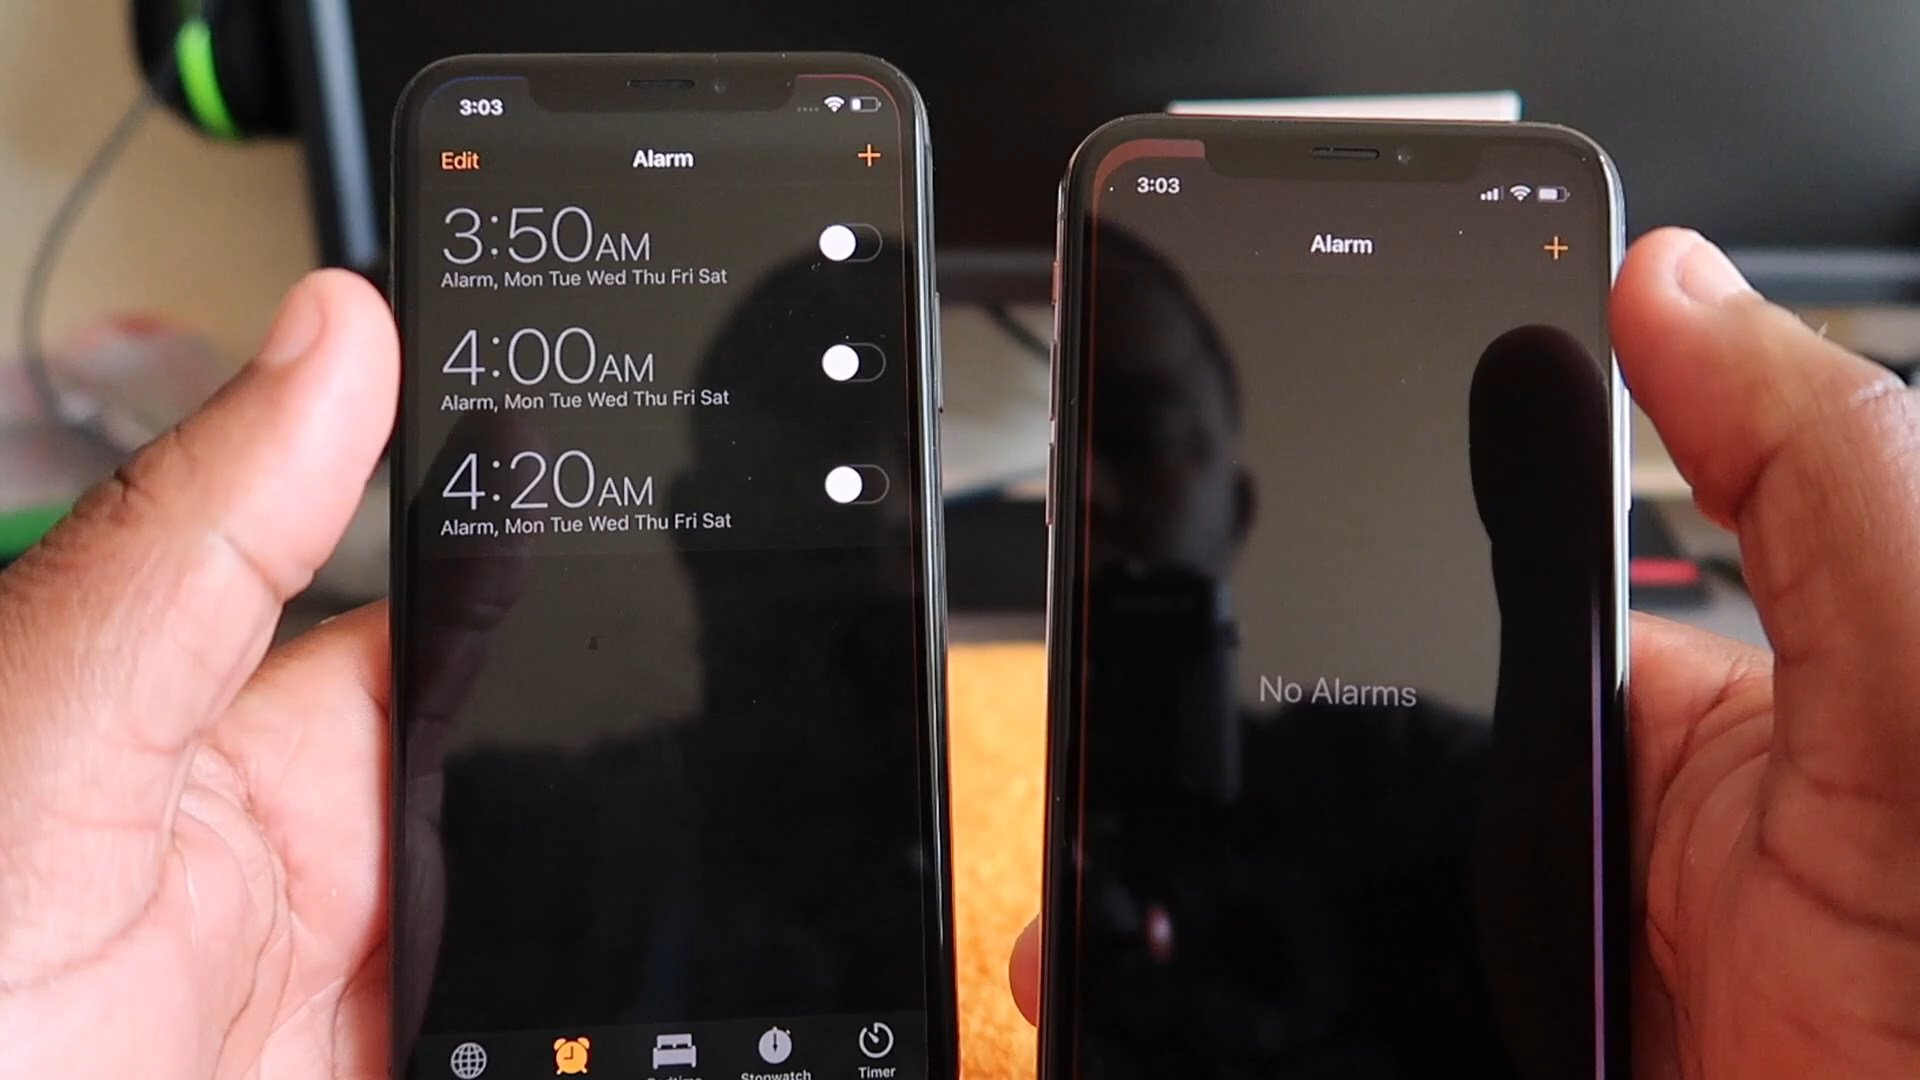 3:03
Edit
Alarm
+
3:50AM
Alarm, Mon Tue Wed Thu Fri Sat
4:00AM
Alarm, Mon Tue Wed Thu Fri Sat
4:20AM
Alarm, Mon Tue Wed Thu Fri Sat
Stopwatch
Timer
3:03
Alarm
+
No Alarms